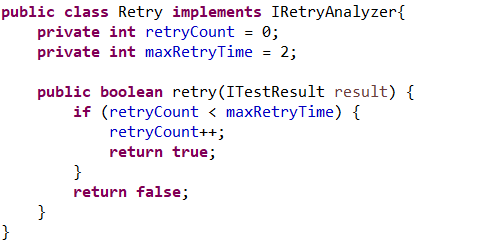 public class Retry implements IRetryAnalyzer{
    private int retryCount = 0;
    private int maxRetryTime = 2;

    public boolean retry(ITestResult result) {
        if (retryCount < maxRetryTime) {
            retryCount++;
            return true;
        }
        return false;
    }
}